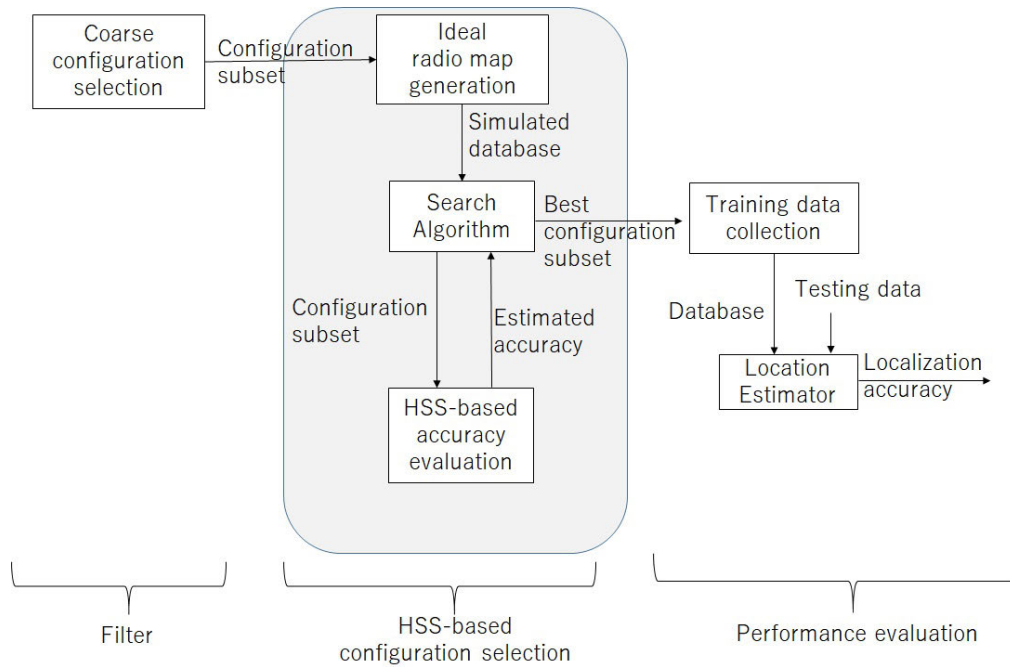 Coarse
configuration
selection
Configuration
subset
Ideal
radio map
generation
Simulated
database
Search
Algorithm
Best
configuration
subset
Training data
collection
Configuration
subset
Estimated
accuracy
Database
Testing data
HSS-based
accuracy
evaluation
Location
Estimator
Localization
accuracy
Filter
HSS-based
configuration selection
Performance evaluation